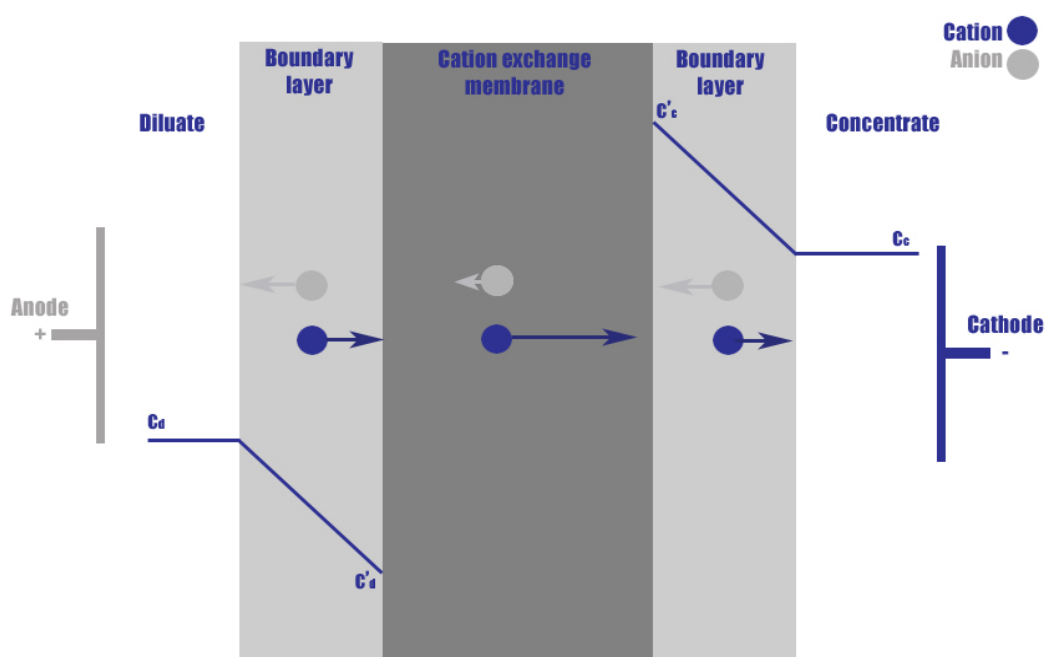 Cation
Anion
Boundary
layer
Cation exchange
membrane
Boundary
layer
Diluate
C'c
Concentrate
Cc
Anode
+
Cathode
-
Cd
C'd